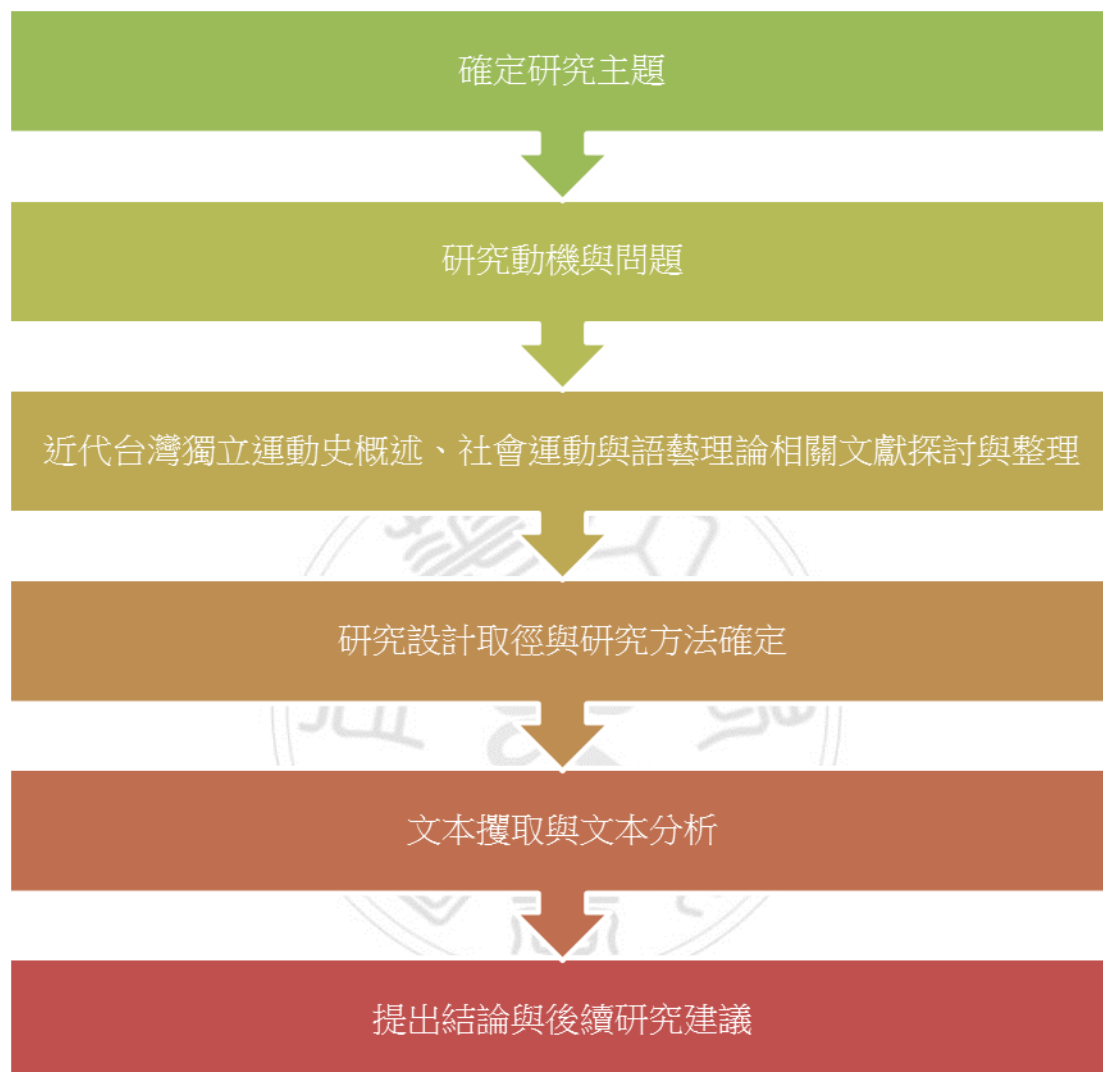 確定研究主題
研究動機與問題
近代台灣獨立運動史概述、社會運動與語藝理論相關文獻探討與整理
研究設計取徑與研究方法確定
文本攫取與文本分析
提出結論與後續研究建議